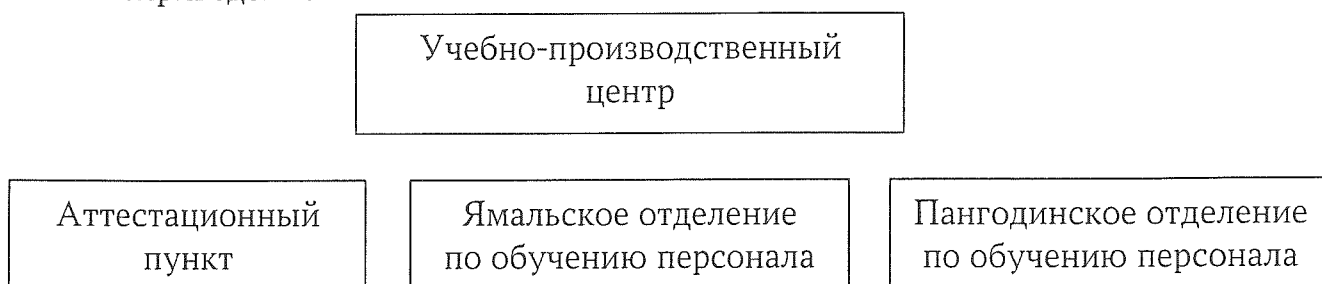 Учебно-производственный
центр
Аттестационный
пункт
Ямальское отделение
по обучению персонала
Пангодинское отделение
по обучению персонала